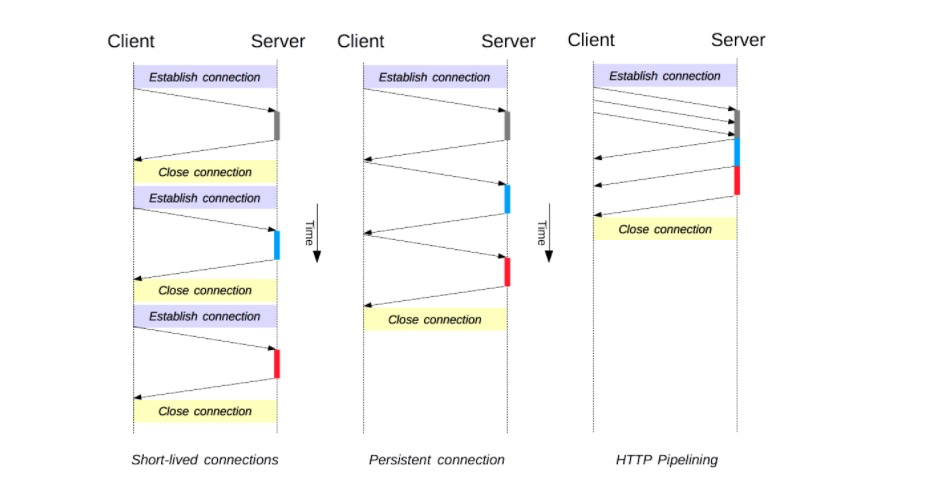 Client Server Client Server Client Server
Establish connection
Close connection
Establish connection
Close connection
Establish connection
Close connection
Time
Establish connection
Close connection
Time
Establish connection
Close connection
Short-lived connections
Persistent connection
HTTP Pipelining